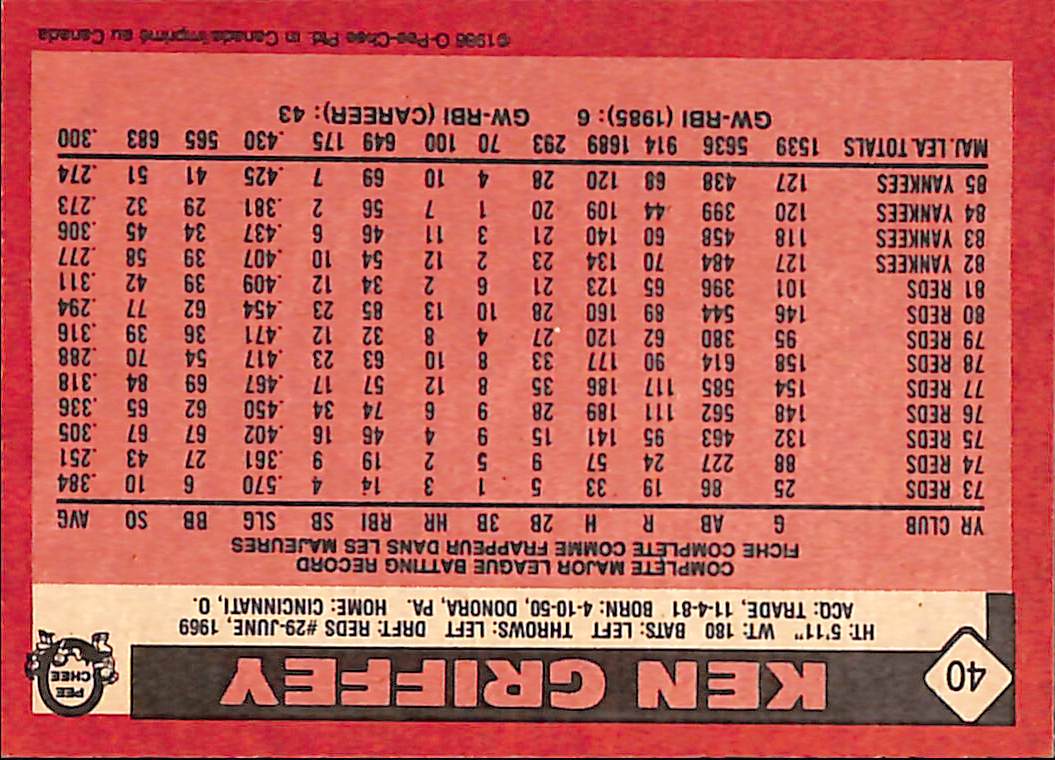 40
KEN GRIFFEY
O
PEE
CHEE
HT: 5'11" WT: 180 BATS: LEFT THROWS: LEFT DRAFT: REDS #29-JUNE, 1969
ACQ: TRADE, 11-4-81 BORN: 4-10-50, DONORA, PA. HOME: CINCINNATI, O.
COMPLETE MAJOR LEAGUE BATTING RECORD
FICHE COMPLETE COMME FRAPPEUR DANS LES MAJEURES
YR CLUB G AB R H 2B 3B HR RBI SB SLG BB SO AVG
73 REDS 25 86 19 33 5 1 3 14 4 .570 6 10 .384
74 REDS 88 227 24 57 9 5 2 19 9 .361 27 43 .251
75 REDS 132 463 95 141 15 9 4 46 16 .402 67 67 .305
76 REDS 148 562 111 189 28 9 6 74 34 .450 62 65 .336
77 REDS 154 585 117 186 35 8 12 57 17 .467 69 84 .318
78 REDS 158 614 90 177 33 8 10 63 23 .417 54 70 .288
79 REDS 95 380 62 120 27 4 8 32 12 .471 36 39 .316
80 REDS 146 544 89 160 28 10 13 85 23 .454 62 77 .294
81 REDS 101 396 65 123 21 6 2 34 12 .409 39 42 .311
82 YANKEES 127 484 70 134 23 2 12 54 10 .407 39 58 .277
83 YANKEES 118 458 60 140 21 3 11 46 6 .437 34 45 .306
84 YANKEES 120 399 44 109 20 1 7 56 2 .381 29 32 .273
85 YANKEES 127 438 68 120 28 4 10 69 7 .425 41 51 .274
MAJ. LEA. TOTALS 1539 5636 914 1689 293 70 100 649 175 .430 565 683 .300
GW-RBI (1985): 6 GW-RBI (CAREER): 43
©1986 O-Pee-Chee Ptd. in Canada/imprimé au Canada